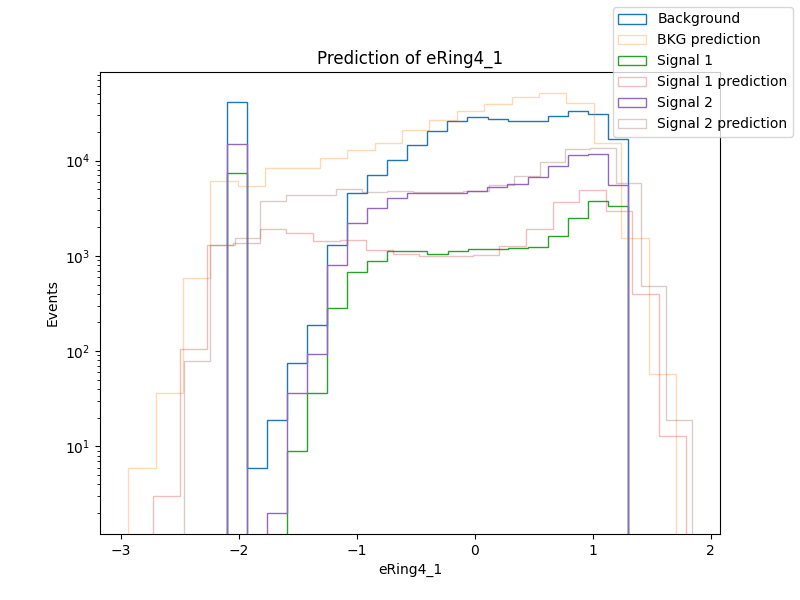 Prediction of eRing4_1
Background
BKG prediction
Signal 1
Signal 1 prediction
Signal 2
Signal 2 prediction
Events
10^4
10^3
10^2
10^1
−3 −2 −1 0 1 2
eRing4_1